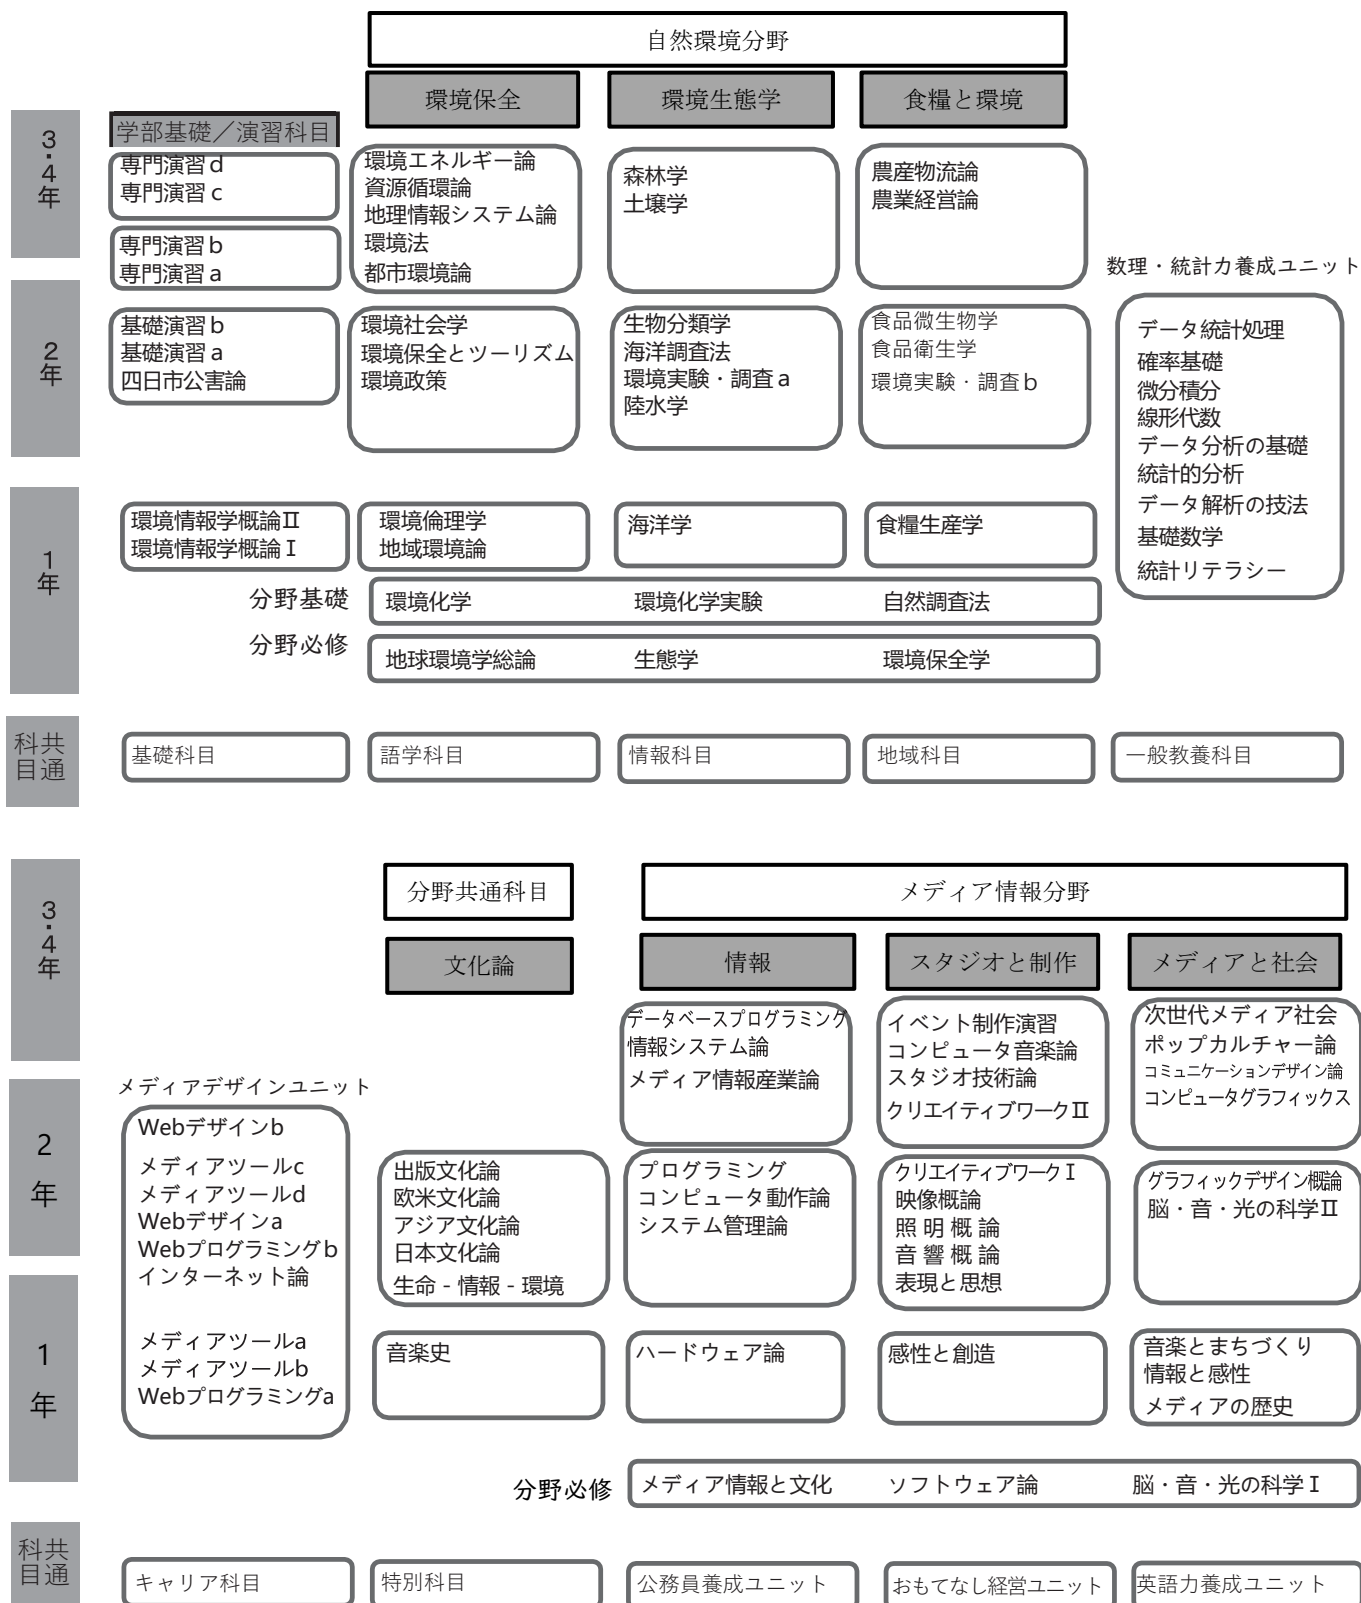 自然環境分野
環境保全
環境生態学
食糧と環境
3・4年
学部基礎／演習科目
専門演習d
専門演習c
専門演習b
専門演習a
環境エネルギー論
資源循環論
地理情報システム論
環境法
都市環境論
森林学
土壌学
農産物流論
農業経営論
数理・統計力養成ユニット
2年
基礎演習b
基礎演習a
四日市公害論
環境社会学
環境保全とツーリズム
環境政策
生物分類学
海洋調査法
環境実験・調査a
陸水学
食品微生物学
食品衛生学
環境実験・調査b
データ統計処理
確率基礎
微分積分
線形代数
データ分析の基礎
統計的分析
データ解析の技法
基礎数学
統計リテラシー
1年
環境情報学概論Ⅱ
環境情報学概論Ⅰ
環境倫理学
地域環境論
海洋学
食糧生産学
分野基礎
環境化学
環境化学実験
自然調査法
分野必修
地球環境学総論
生態学
環境保全学
共通科目
基礎科目
語学科目
情報科目
地域科目
一般教養科目
3・4年
分野共通科目
メディア情報分野
文化論
情報
スタジオと制作
メディアと社会
データベースプログラミング
情報システム論
メディア情報産業論
イベント制作演習
コンピュータ音楽論
スタジオ技術論
クリエイティブワークⅡ
次世代メディア社会
ポップカルチャー論
コミュニケーションデザイン論
コンピュータグラフィックス
メディアデザインユニット
2年
Webデザインb
メディアツールc
メディアツールd
Webデザインa
Webプログラミングb
インターネット論
メディアツールa
メディアツールb
Webプログラミングa
出版文化論
欧米文化論
アジア文化論
日本文化論
生命 - 情報 - 環境
プログラミング
コンピュータ動作論
システム管理論
クリエイティブワークⅠ
映像概論
照明概論
音響概論
表現と思想
グラフィックデザイン概論
脳・音・光の科学Ⅱ
1年
音楽史
ハードウェア論
感性と創造
音楽とまちづくり
情報と感性
メディアの歴史
分野必修
メディア情報と文化
ソフトウェア論
脳・音・光の科学Ⅰ
共通科目
キャリア科目
特別科目
公務員養成ユニット
おもてなし経営ユニット
英語力養成ユニット